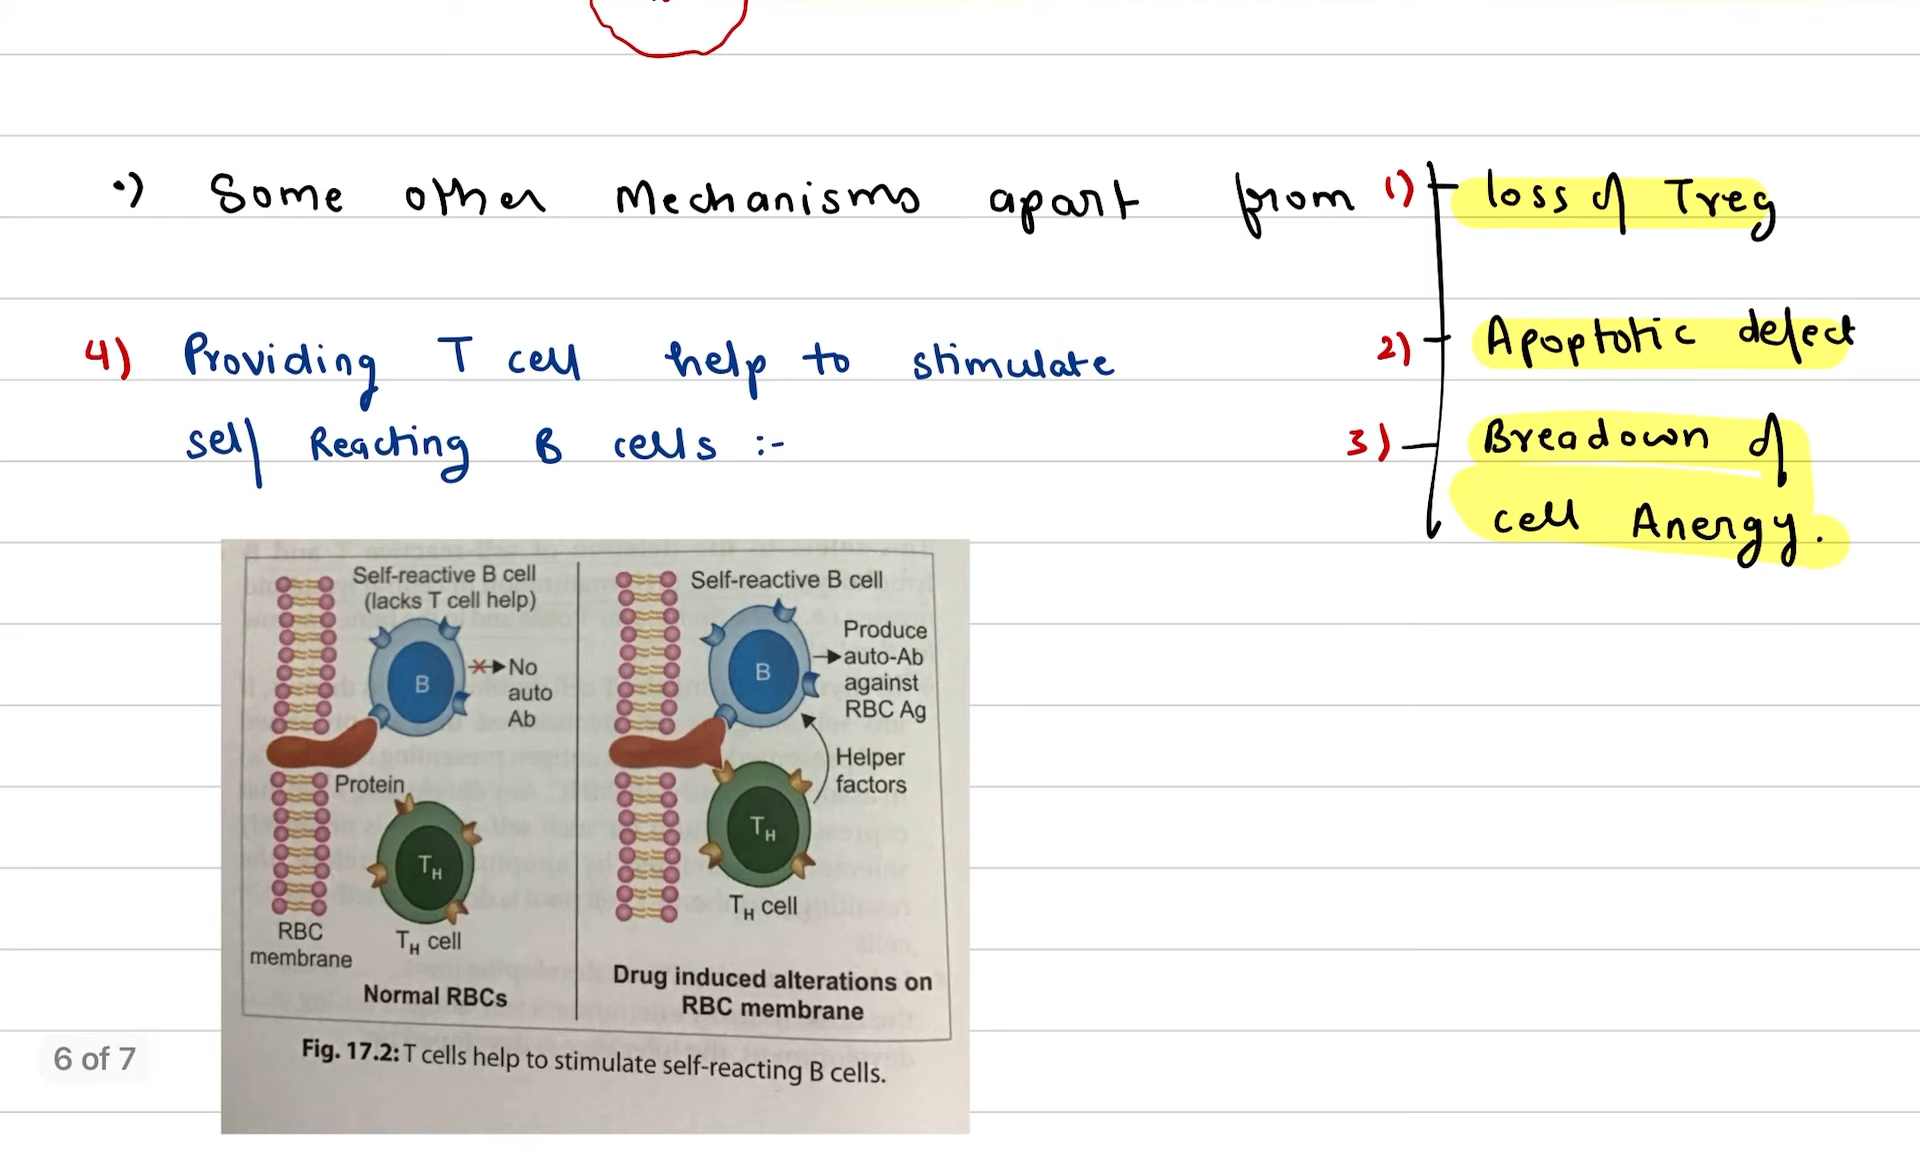 •) Some other Mechanisms apart from 1) loss of Treg
2) Apoptotic defect
3) Breadown of
cell Anergy.
4) Providing T cell help to stimulate
self Reacting B cells :-
Self-reactive B cell
(lacks T cell help)
B
No
auto
Ab
Protein
TH
RBC
membrane
TH cell
Normal RBCs
Self-reactive B cell
B
Produce
auto-Ab
against
RBC Ag
Helper
factors
TH
TH cell
Drug induced alterations on
RBC membrane
Fig. 17.2: T cells help to stimulate self-reacting B cells.
6 of 7